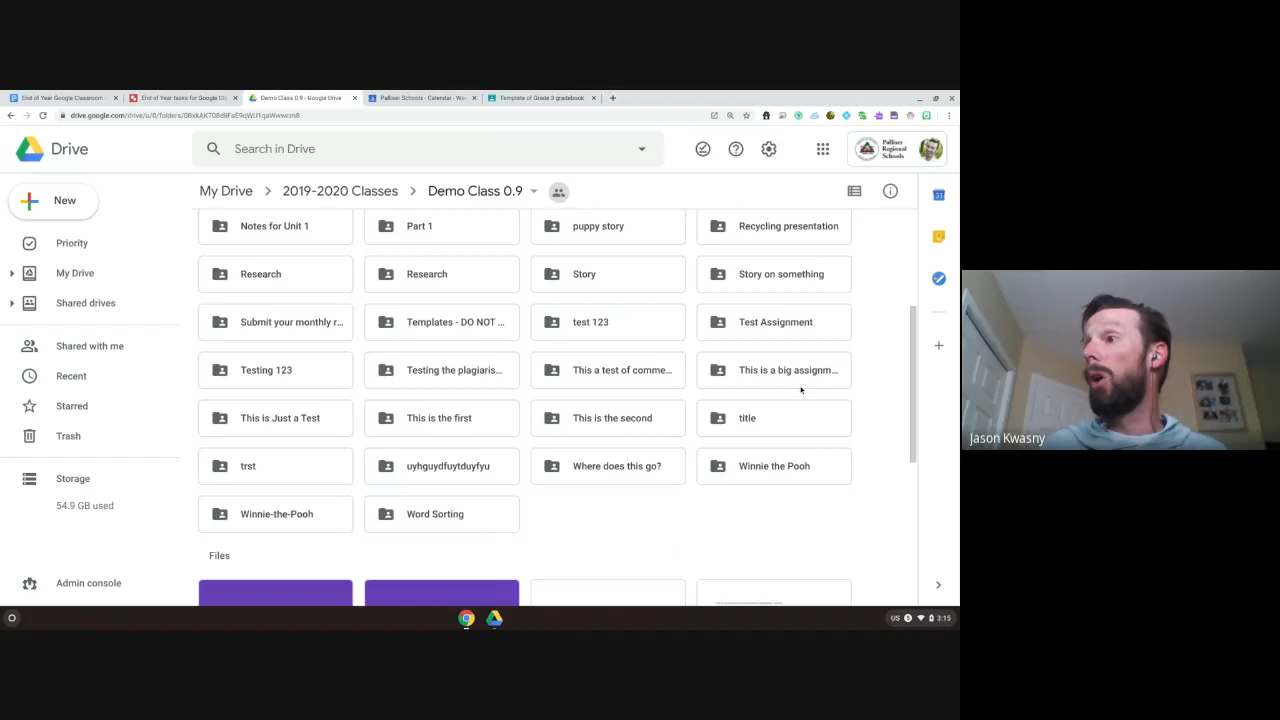 End of Year Google Classroom
End of Year tasks for Google Cl
Demo Class 0.9 - Google Drive
Palliser Schools - Calendar - We
Template of Grade 3 gradebook
Drive
Search in Drive
Palliser
Regional
Schools
New
My Drive
2019-2020 Classes
Demo Class 0.9
Priority
My Drive
Shared drives
Shared with me
Recent
Starred
Trash
Storage
54.9 GB used
Admin console
Notes for Unit 1
Part 1
puppy story
Recycling presentation
Research
Research
Story
Story on something
Submit your monthly r...
Templates - DO NOT ...
test 123
Test Assignment
Testing 123
Testing the plagiaris...
This a test of comme...
This is a big assignm...
This is Just a Test
This is the first
This is the second
title
trst
uyhguydfuytduyfyu
Where does this go?
Winnie the Pooh
Winnie-the-Pooh
Word Sorting
Files
US
3:15
Jason Kwasny